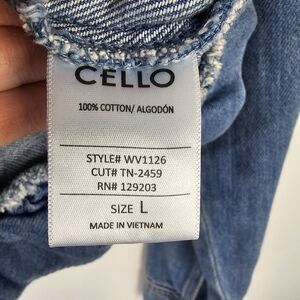 CELLO
100% COTTON/ ALGODÓN
STYLE# WV1126
CUT# TN-2459
RN# 129203
SIZE L
MADE IN VIETNAM